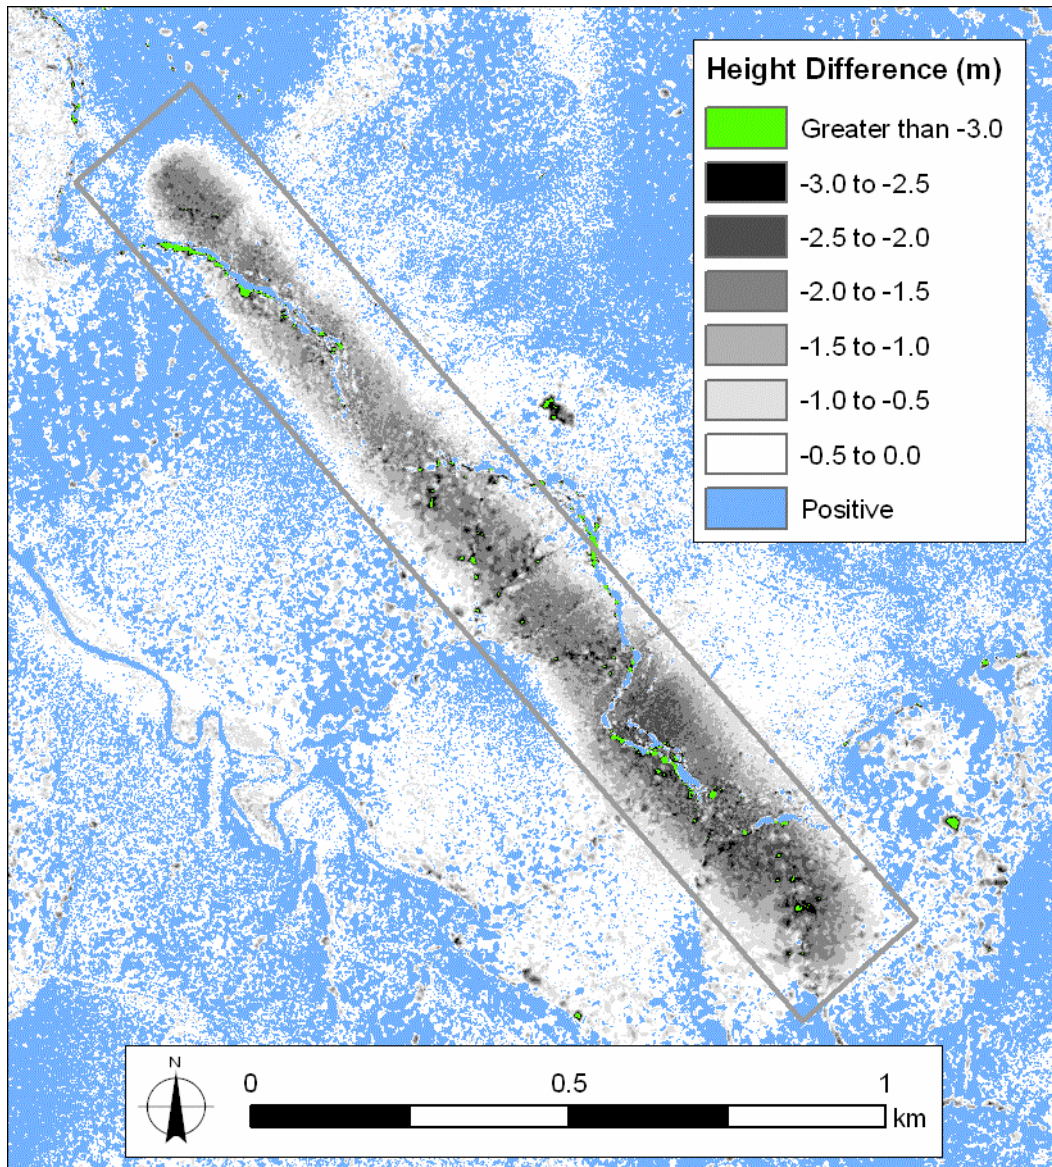 Height Difference (m)
Greater than -3.0
-3.0 to -2.5
-2.5 to -2.0
-2.0 to -1.5
-1.5 to -1.0
-1.0 to -0.5
-0.5 to 0.0
Positive
N
0 0.5 1
km